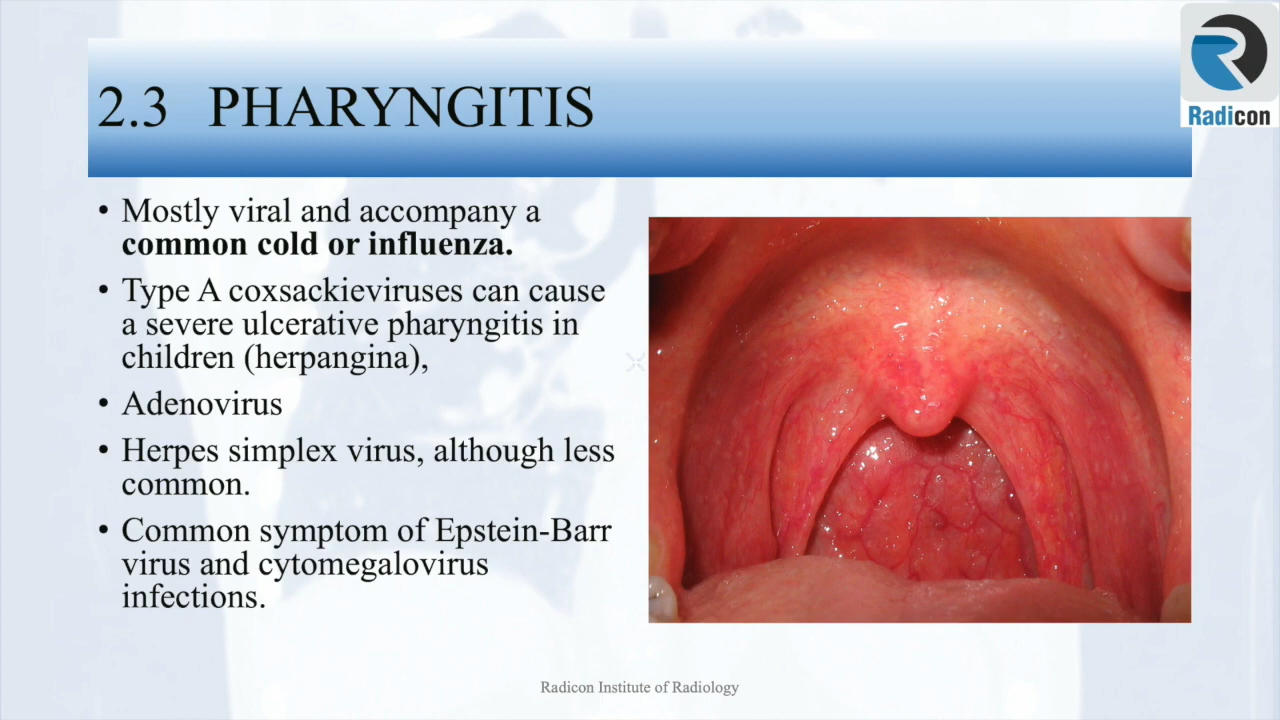 Radicon
2.3 PHARYNGITIS
• Mostly viral and accompany a
common cold or influenza.
• Type A coxsackieviruses can cause
a severe ulcerative pharyngitis in
children (herpangina),
• Adenovirus
• Herpes simplex virus, although less
common.
• Common symptom of Epstein-Barr
virus and cytomegalovirus
infections.
Radicon Institute of Radiology